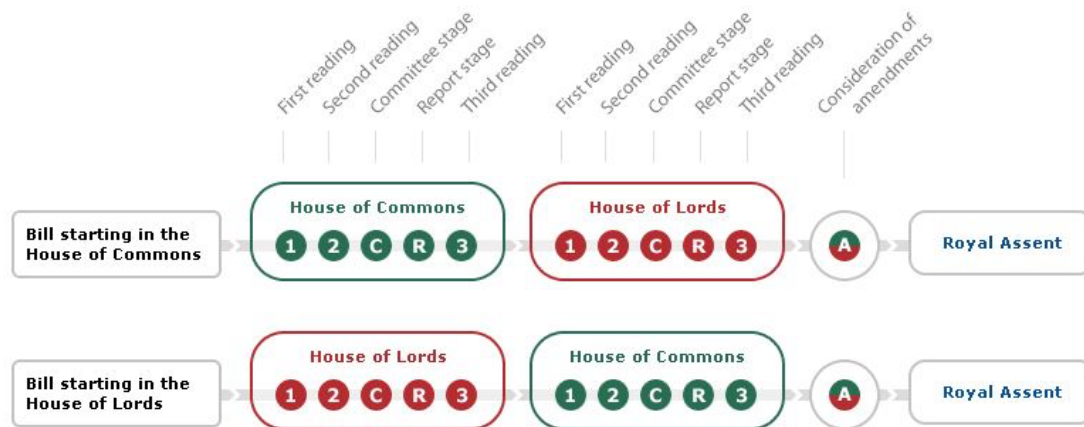 First reading
Second reading
Committee stage
Report stage
Third reading
First reading
Second reading
Committee stage
Report stage
Third reading
Consideration of
amendments
Bill starting in the
House of Commons
House of Commons
1 2 C R 3
House of Lords
1 2 C R 3
A
Royal Assent
Bill starting in the
House of Lords
House of Lords
1 2 C R 3
House of Commons
1 2 C R 3
A
Royal Assent